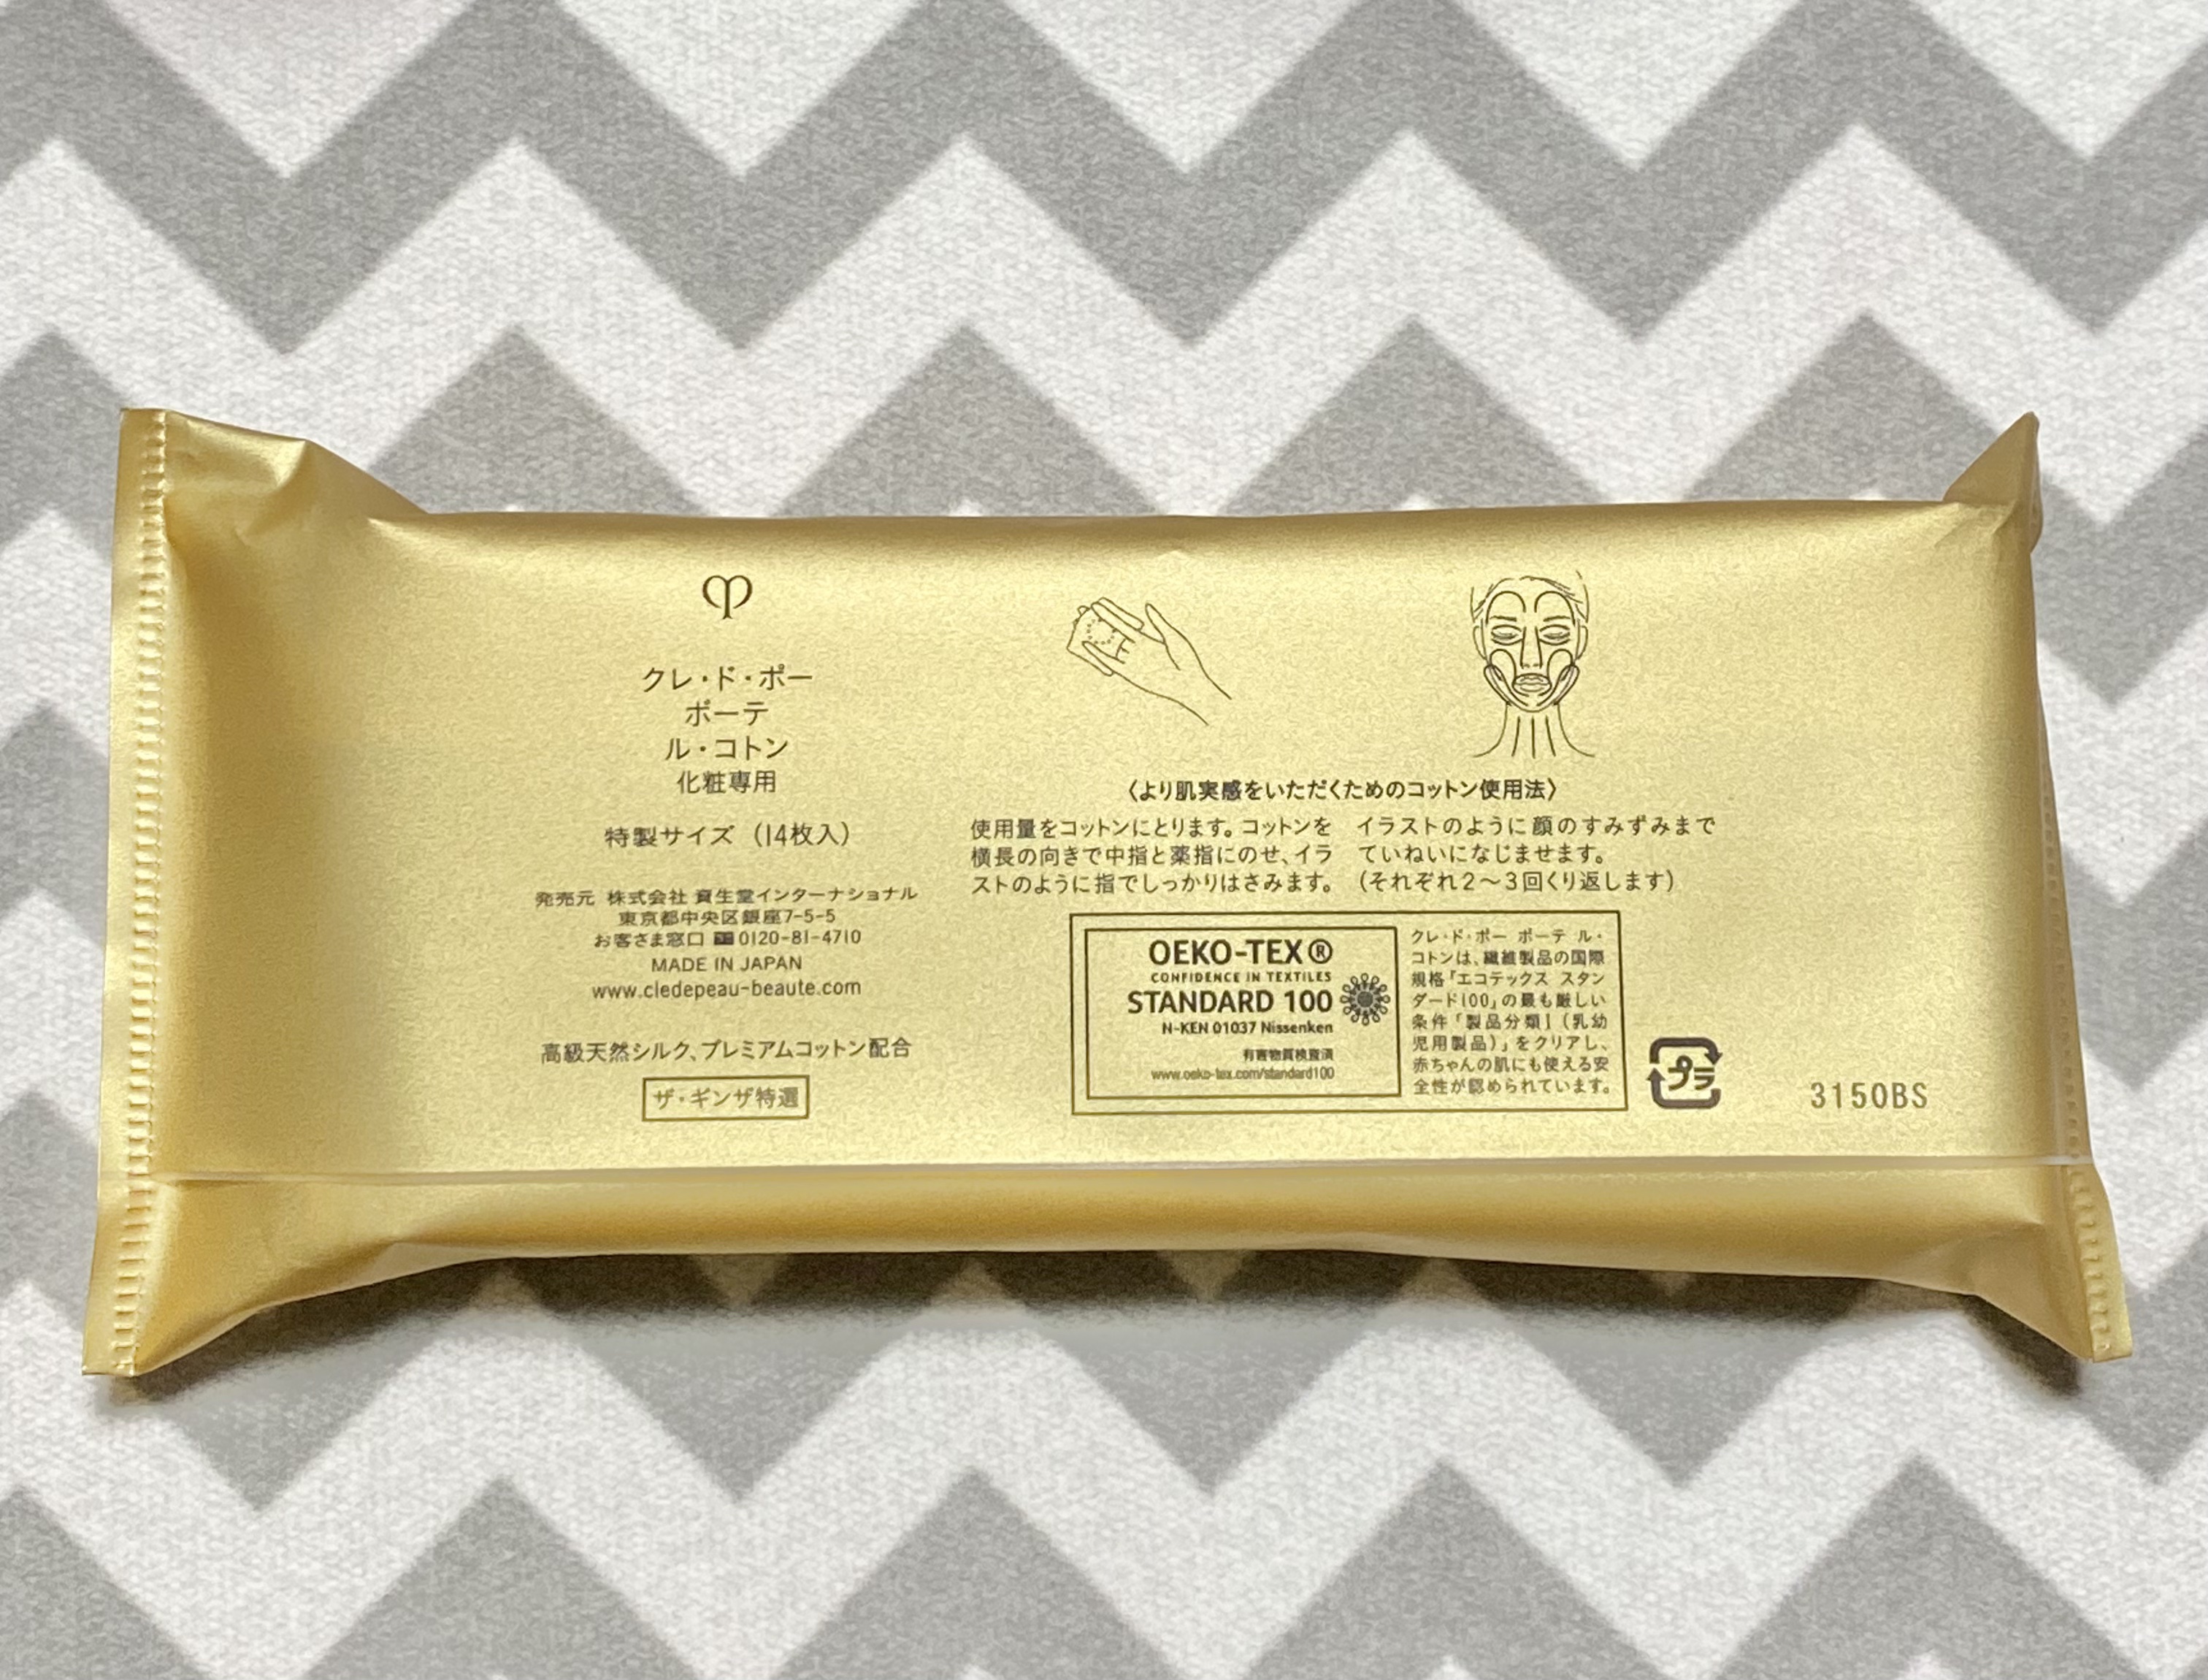 クレ・ド・ポー
ボーテ
ル・コトン
化粧専用
特製サイズ (14枚入)
発売元 株式会社 資生堂インターナショナル
東京都中央区銀座7-5-5
お客さま窓口 0120-81-4710
MADE IN JAPAN
www.cledepeau-beaute.com
高級天然シルク、プレミアムコットン配合
ザ・ギンザ特選
〈より肌実感をいただくためのコットン使用法〉
使用量をコットンにとります。コットンを
横長の向きで中指と薬指にのせ、イラ
ストのように指でしっかりはさみます。
イラストのように顔のすみずみまで
ていねいになじませます。
(それぞれ2〜3回くり返します)
OEKO-TEX®
CONFIDENCE IN TEXTILES
STANDARD 100
N-KEN 01037 Nissenken
有害物質検査済
www.oeko-tex.com/standard100
クレ・ド・ポー ボーテ ル・
コトンは、繊維製品の国際
規格「エコテックス スタン
ダード100」の最も厳しい
条件「製品分類I (乳幼
児用製品)」をクリアし、
赤ちゃんの肌にも使える安
全性が認められています。
プラ
3150BS